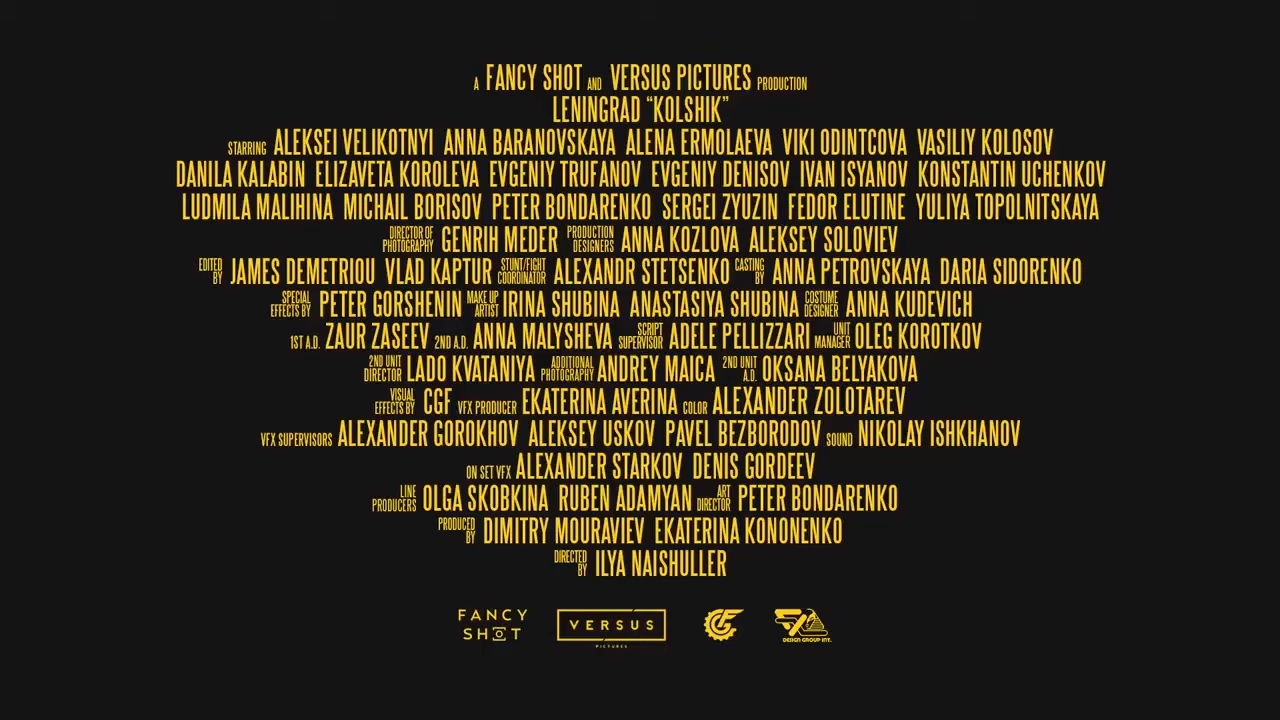 A FANCY SHOT AND VERSUS PICTURES PRODUCTION
LENINGRAD “KOLSHIK”
STARRING ALEKSEI VELIKOTNYI ANNA BARANOVSKAYA ALENA ERMOLAEVA VIKI ODINTCOVA VASILIY KOLOSOV
DANILA KALABIN ELIZAVETA KOROLEVA EVGENIY TRUFANOV EVGENIY DENISOV IVAN ISYANOV KONSTANTIN UCHENKOV
LUDMILA MALIHINA MICHAIL BORISOV PETER BONDARENKO SERGEI ZYUZIN FEDOR ELUTINE YULIYA TOPOLNITSKAYA
DIRECTOR OF PHOTOGRAPHY GENRIH MEDER PRODUCTION DESIGNERS ANNA KOZLOVA ALEKSEY SOLOVIEV
EDITED BY JAMES DEMETRIOU VLAD KAPTUR STUNT/FIGHT COORDINATOR ALEXANDR STETSENKO CASTING BY ANNA PETROVSKAYA DARIA SIDORENKO
SPECIAL EFFECTS BY PETER GORSHENIN MAKE UP ARTIST IRINA SHUBINA ANASTASIYA SHUBINA COSTUME DESIGNER ANNA KUDEVICH
1ST A.D. ZAUR ZASEEV 2ND A.D. ANNA MALYSHEVA SCRIPT SUPERVISOR ADELE PELLIZZARI UNIT MANAGER OLEG KOROTKOV
2ND UNIT DIRECTOR LADO KVATANIYA ADDITIONAL PHOTOGRAPHY ANDREY MAICA 2ND UNIT A.D. OKSANA BELYAKOVA
VISUAL EFFECTS BY CGF VFX PRODUCER EKATERINA AVERINA COLOR ALEXANDER ZOLOTAREV
VFX SUPERVISORS ALEXANDER GOROKHOV ALEKSEY USKOV PAVEL BEZBORODOV SOUND NIKOLAY ISHKHANOV
ON SET VFX ALEXANDER STARKOV DENIS GORDEEV
LINE PRODUCERS OLGA SKOBKINA RUBEN ADAMYAN ART DIRECTOR PETER BONDARENKO
PRODUCED BY DIMITRY MOURAVIEV EKATERINA KONONENKO
DIRECTED BY ILYA NAISHULLER
FANCY SHOT
VERSUS PICTURES
CGF
FXA DESIGN GROUP INT.